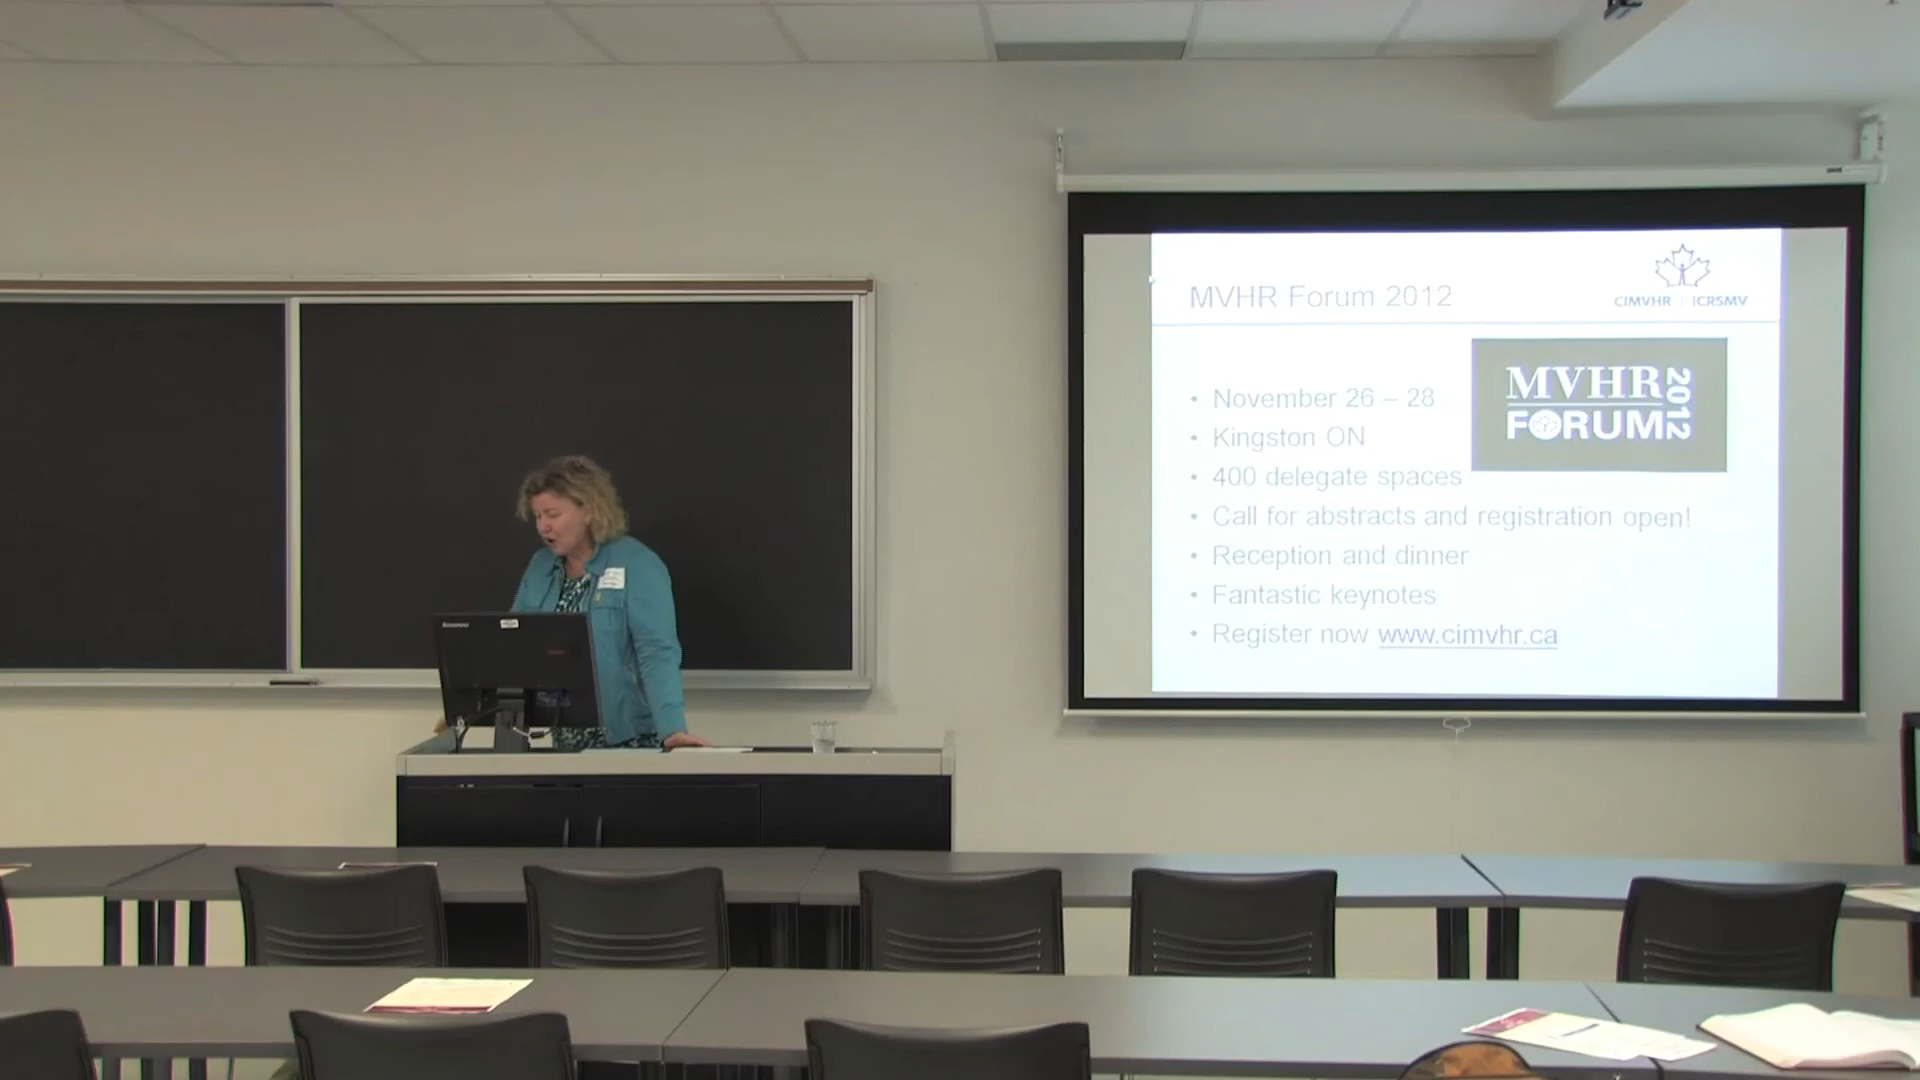 MVHR Forum 2012
CIMVHR | ICRSMV
MVHR
FORUM
2012
• November 26 – 28
• Kingston ON
• 400 delegate spaces
• Call for abstracts and registration open!
• Reception and dinner
• Fantastic keynotes
• Register now www.cimvhr.ca
lenovo